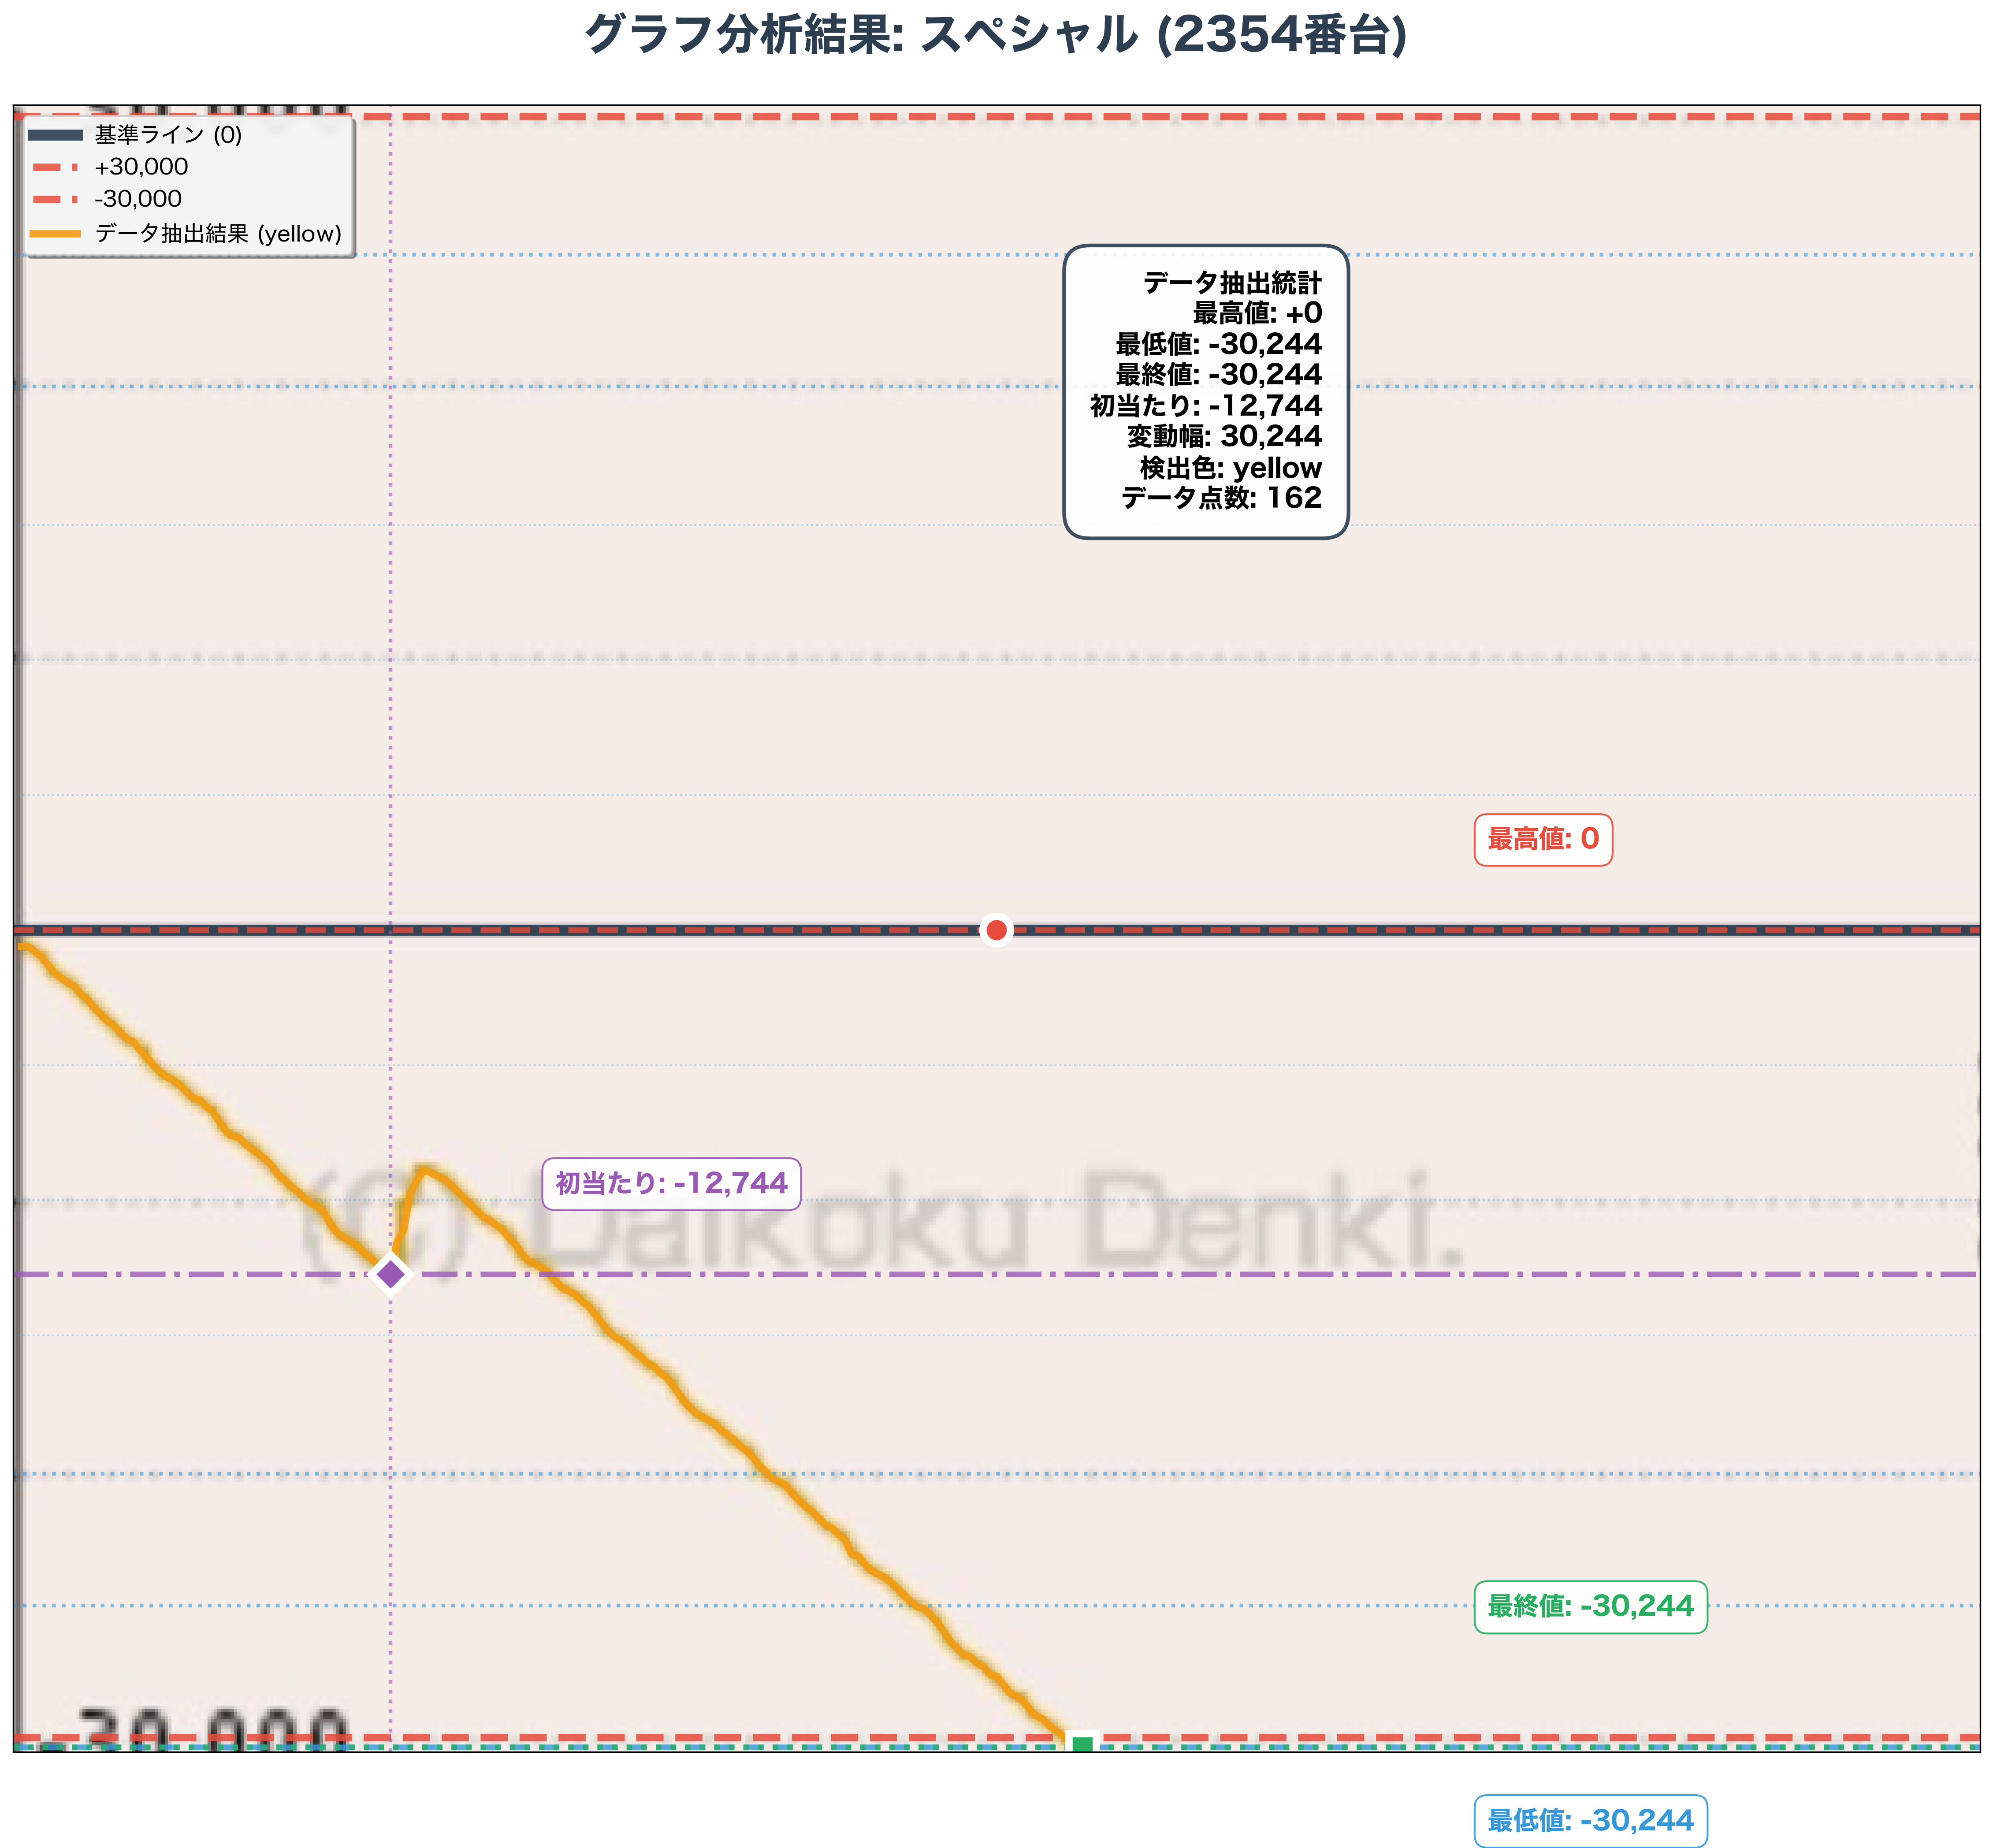 グラフ分析結果: スペシャル (2354番台)
基準ライン (0)
+30,000
-30,000
データ抽出結果 (yellow)
データ抽出統計
最高値: +0
最低値: -30,244
最終値: -30,244
初当たり: -12,744
変動幅: 30,244
検出色: yellow
データ点数: 162
最高値: 0
初当たり: -12,744
(C) Daikoku Denki.
最終値: -30,244
-30,000
最低値: -30,244